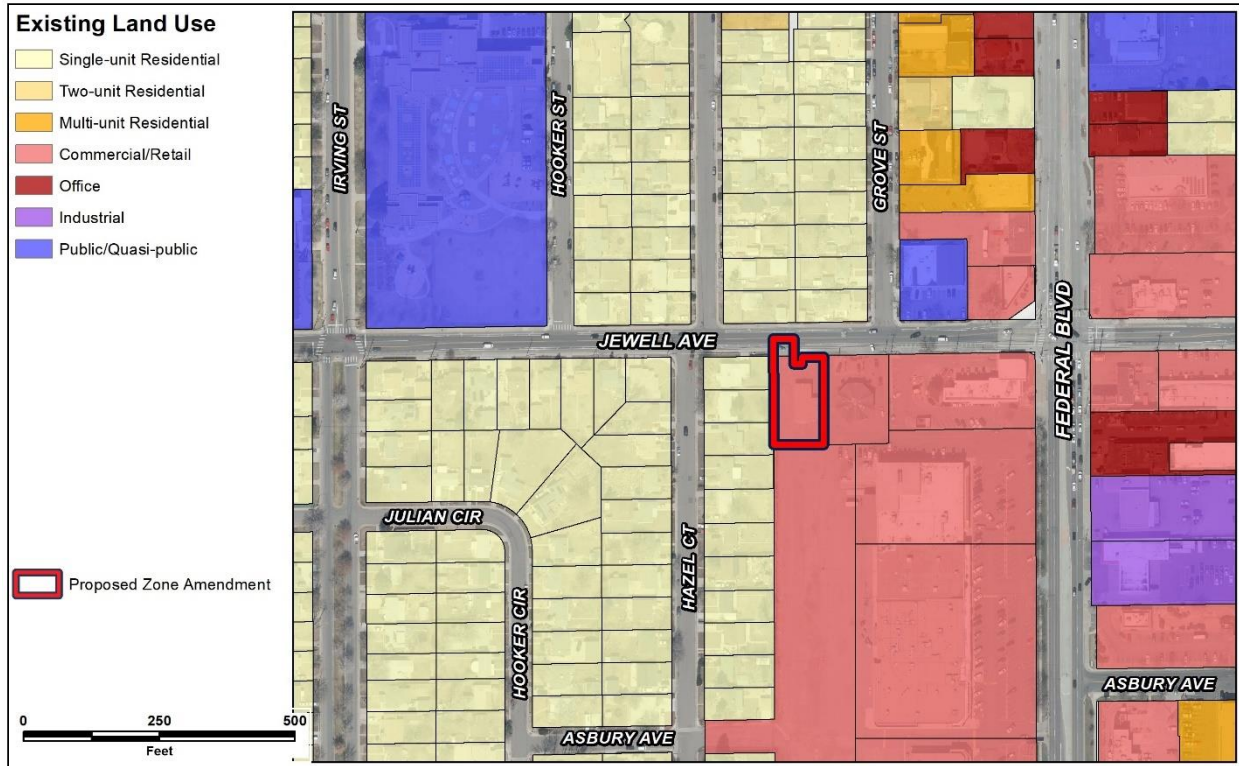 Existing Land Use
Single-unit Residential
Two-unit Residential
Multi-unit Residential
Commercial/Retail
Office
Industrial
Public/Quasi-public
Proposed Zone Amendment
0 250 500
Feet
IRVING ST
HOOKER ST
GROVE ST
JEWELL AVE
FEDERAL BLVD
JULIAN CIR
HOOKER CIR
HAZEL CT
ASBURY AVE
ASBURY AVE